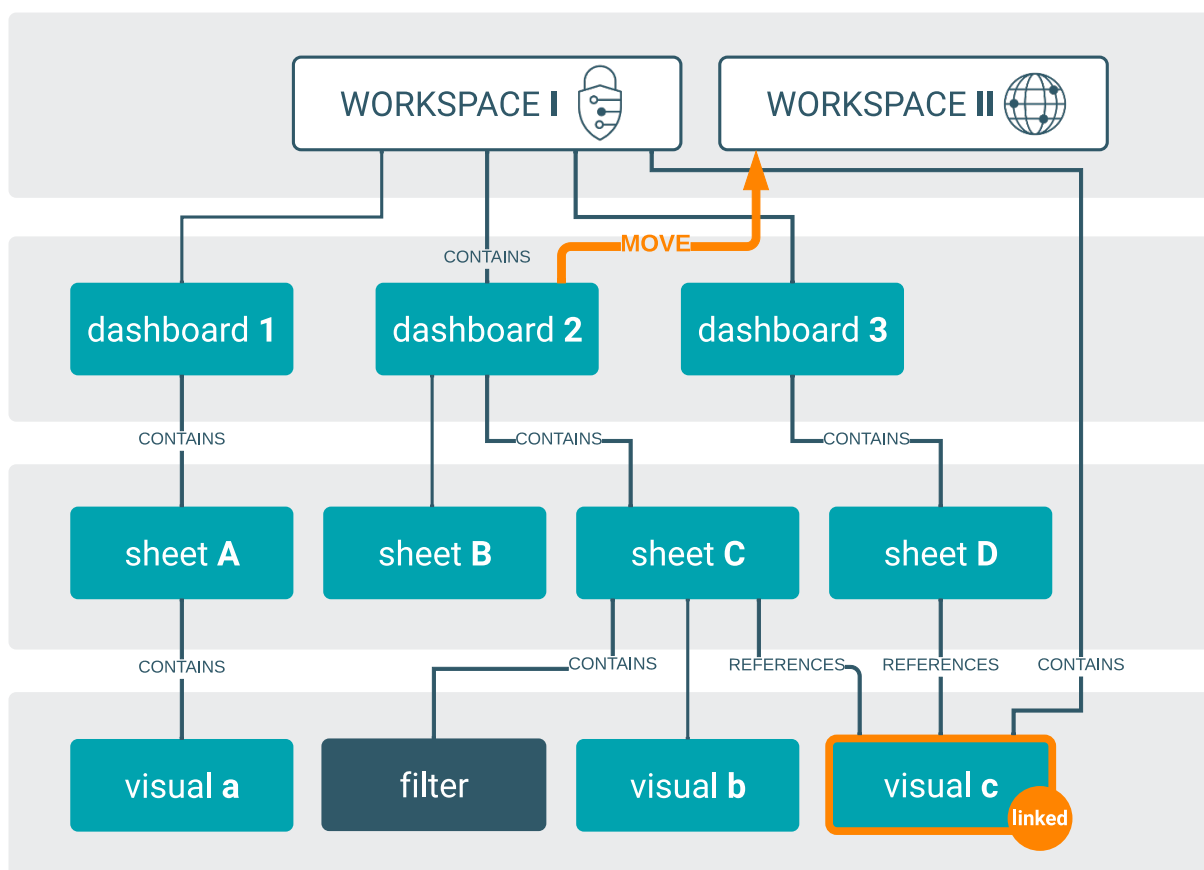 WORKSPACE I
WORKSPACE II
MOVE
CONTAINS
dashboard 1
dashboard 2
dashboard 3
CONTAINS
CONTAINS
CONTAINS
sheet A
sheet B
sheet C
sheet D
CONTAINS
CONTAINS
REFERENCES
REFERENCES
CONTAINS
visual a
filter
visual b
visual c
linked